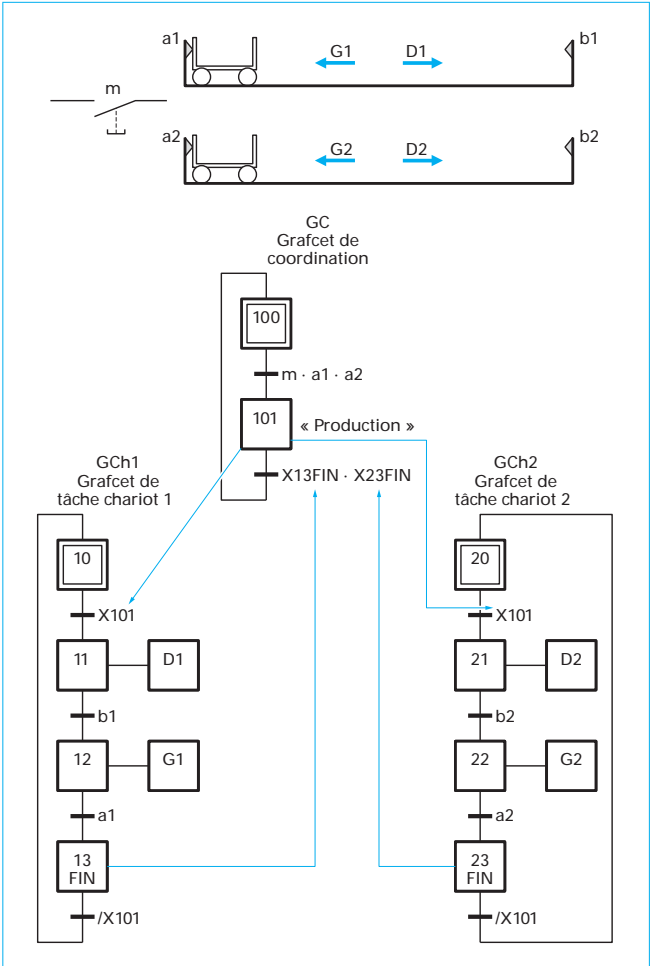 a1
b1
G1 D1
m
a2
b2
G2 D2
GC
Grafcet de
coordination
100
m · a1 · a2
101
« Production »
X13FIN · X23FIN
GCh1
Grafcet de
tâche chariot 1
10
X101
11
D1
b1
12
G1
a1
13
FIN
/X101
GCh2
Grafcet de
tâche chariot 2
20
X101
21
D2
b2
22
G2
a2
23
FIN
/X101